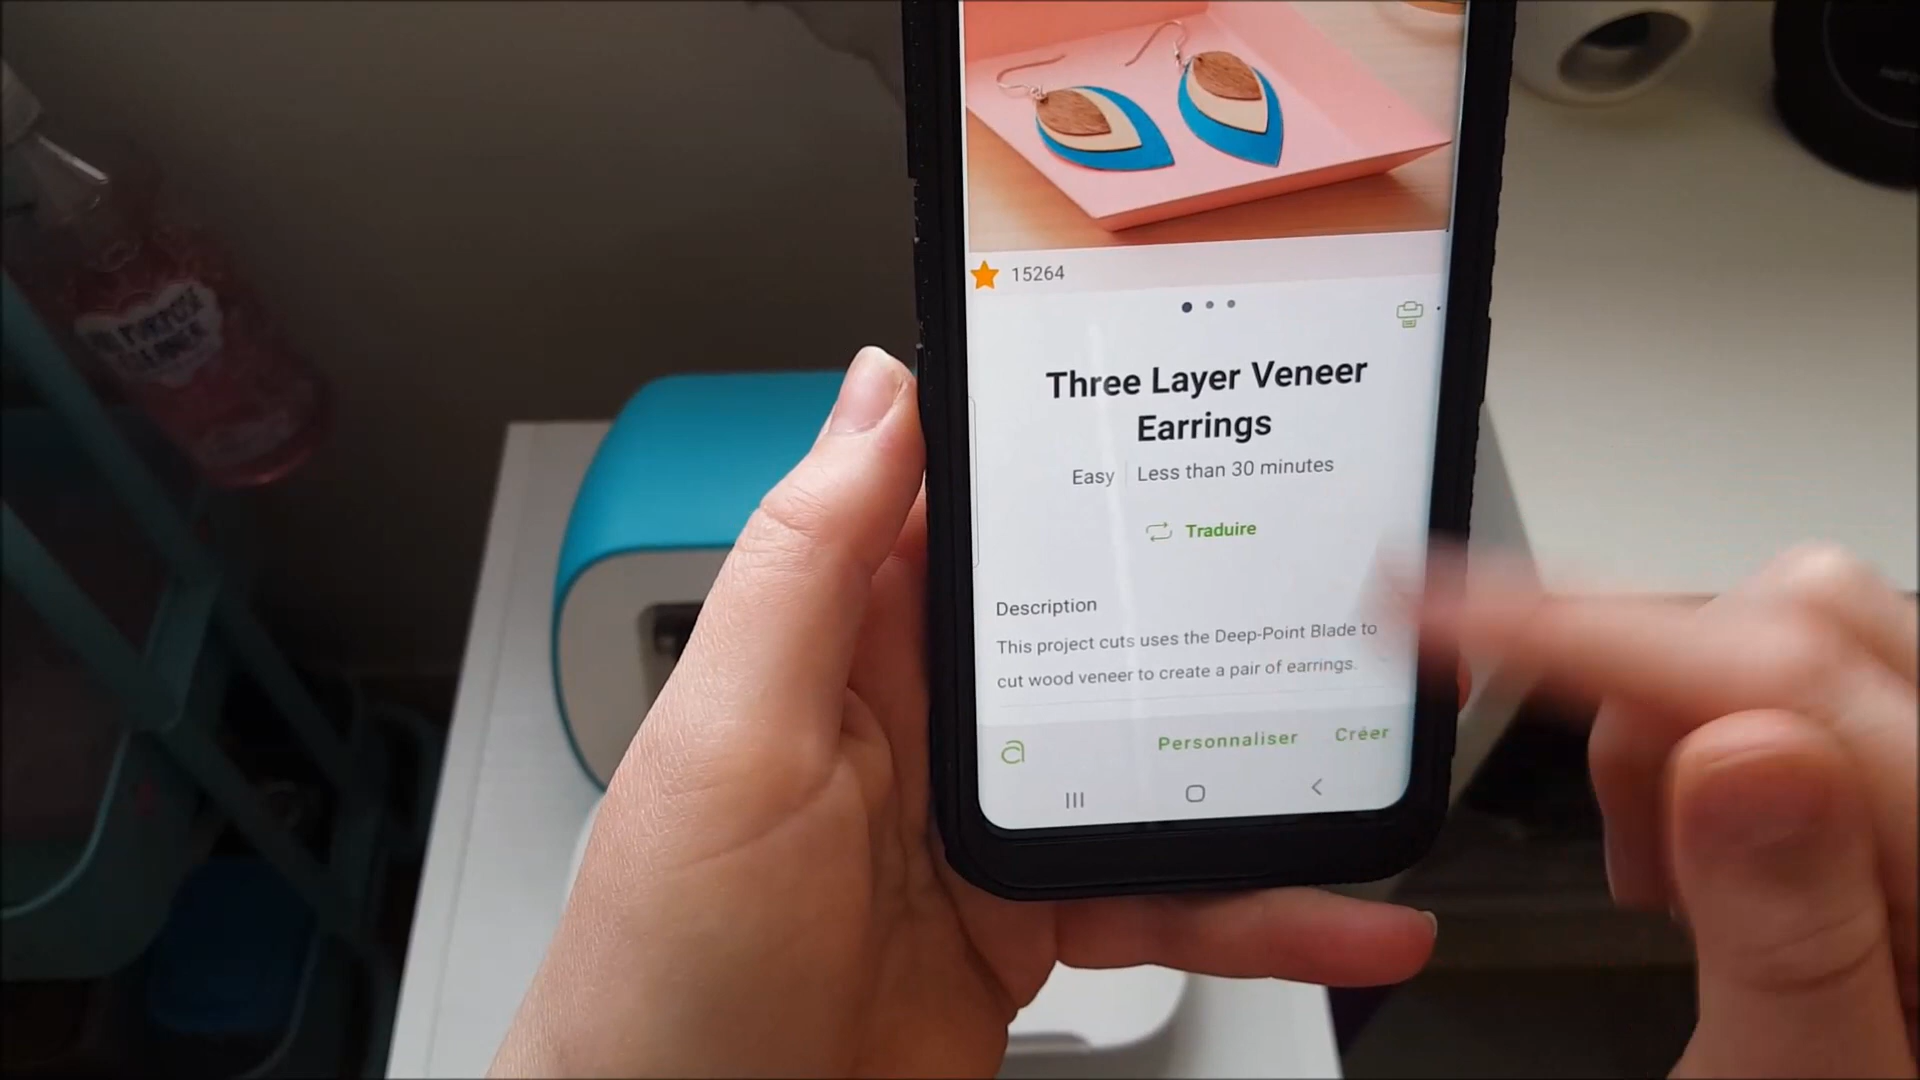 15264
Three Layer Veneer
Earrings
Easy Less than 30 minutes
Traduire
Description
This project cuts uses the Deep-Point Blade to
cut wood veneer to create a pair of earrings.
Personnaliser Créer